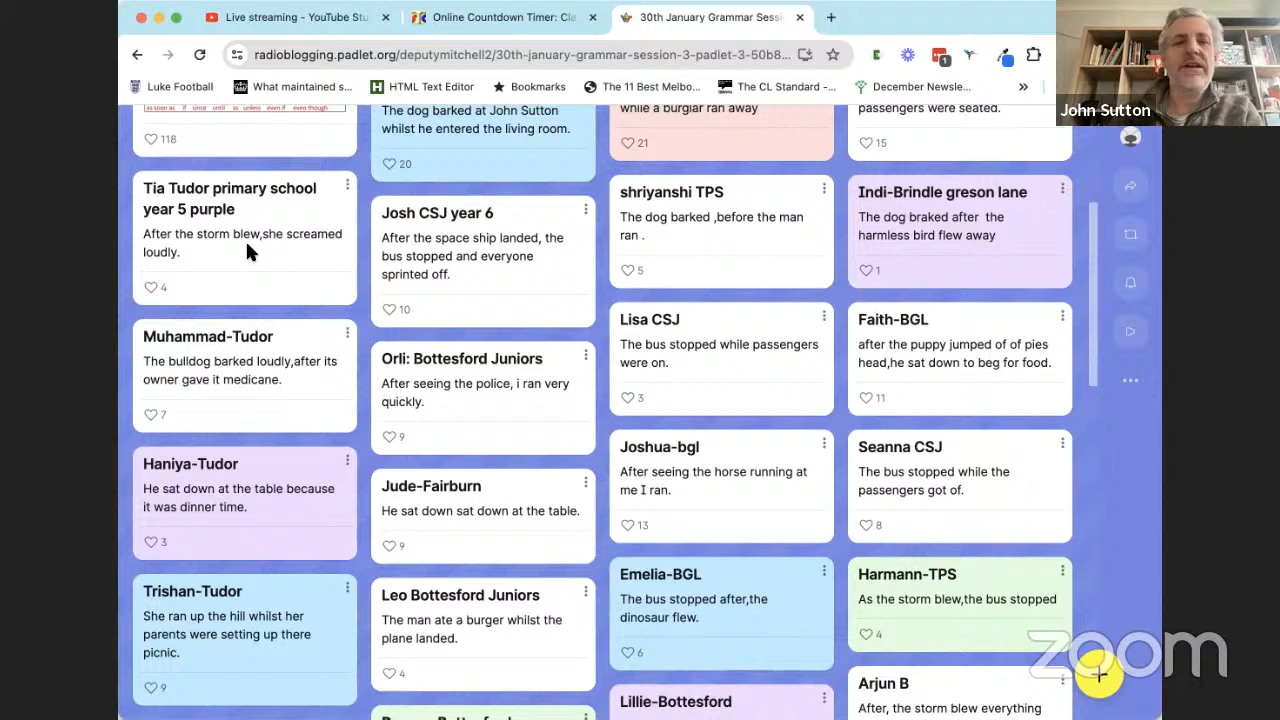 Live streaming - YouTube St
Online Countdown Timer: Cla
30th January Grammar Sessi
radioblogging.padlet.org/deputymitchell2/30th-january-grammar-session-3-padlet-3-50b8...
Luke Football
What maintained s...
HTML Text Editor
Bookmarks
The 11 Best Melbo...
The CL Standard -...
December Newsle...
John Sutton
as soon as if since until as unless even if even though
118
Tia Tudor primary school
year 5 purple
After the storm blew,she screamed
loudly.
4
Muhammad-Tudor
The bulldog barked loudly,after its
owner gave it medicane.
7
Haniya-Tudor
He sat down at the table because
it was dinner time.
3
Trishan-Tudor
She ran up the hill whilst her
parents were setting up there
picnic.
9
The dog barked at John Sutton
whilst he entered the living room.
20
Josh CSJ year 6
After the space ship landed, the
bus stopped and everyone
sprinted off.
10
Orli: Bottesford Juniors
After seeing the police, i ran very
quickly.
9
Jude-Fairburn
He sat down sat down at the table.
9
Leo Bottesford Juniors
The man ate a burger whilst the
plane landed.
4
while a burglar ran away
21
shriyanshi TPS
The dog barked ,before the man
ran .
5
Lisa CSJ
The bus stopped while passengers
were on.
3
Joshua-bgl
After seeing the horse running at
me I ran.
13
Emelia-BGL
The bus stopped after,the
dinosaur flew.
6
Lillie-Bottesford
passengers were seated.
15
Indi-Brindle greson lane
The dog braked after the
harmless bird flew away
1
Faith-BGL
after the puppy jumped of of pies
head,he sat down to beg for food.
11
Seanna CSJ
The bus stopped while the
passengers got of.
8
Harmann-TPS
As the storm blew,the bus stopped
4
Arjun B
After, the storm blew everything
zoom